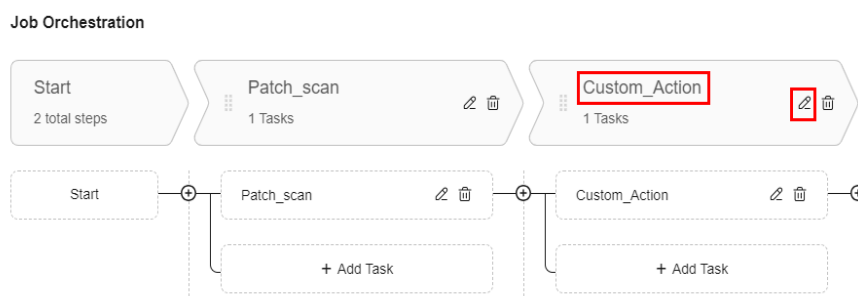 Job Orchestration
Start
2 total steps
Patch_scan
1 Tasks
Custom_Action
1 Tasks
Start
Patch_scan
Custom_Action
+ Add Task
+ Add Task